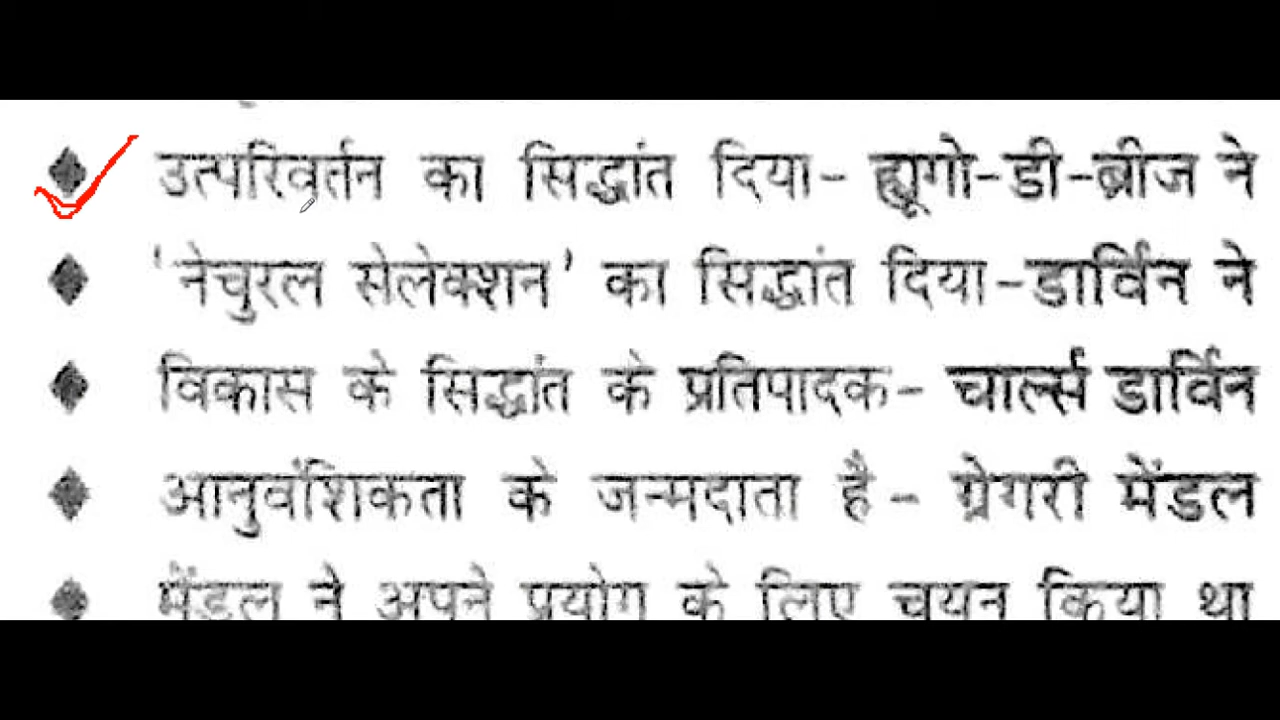 उत्परिवर्तन का सिद्धांत दिया- ह्यूगो-डी-ब्रीज ने
'नेचुरल सेलेक्शन' का सिद्धांत दिया-डार्विन ने
विकास के सिद्धांत के प्रतिपादक- चार्ल्स डार्विन
आनुवंशिकता के जन्मदाता है- ग्रेगरी मेंडल
मेंडल ने अपने प्रयोग के लिए चयन किया था